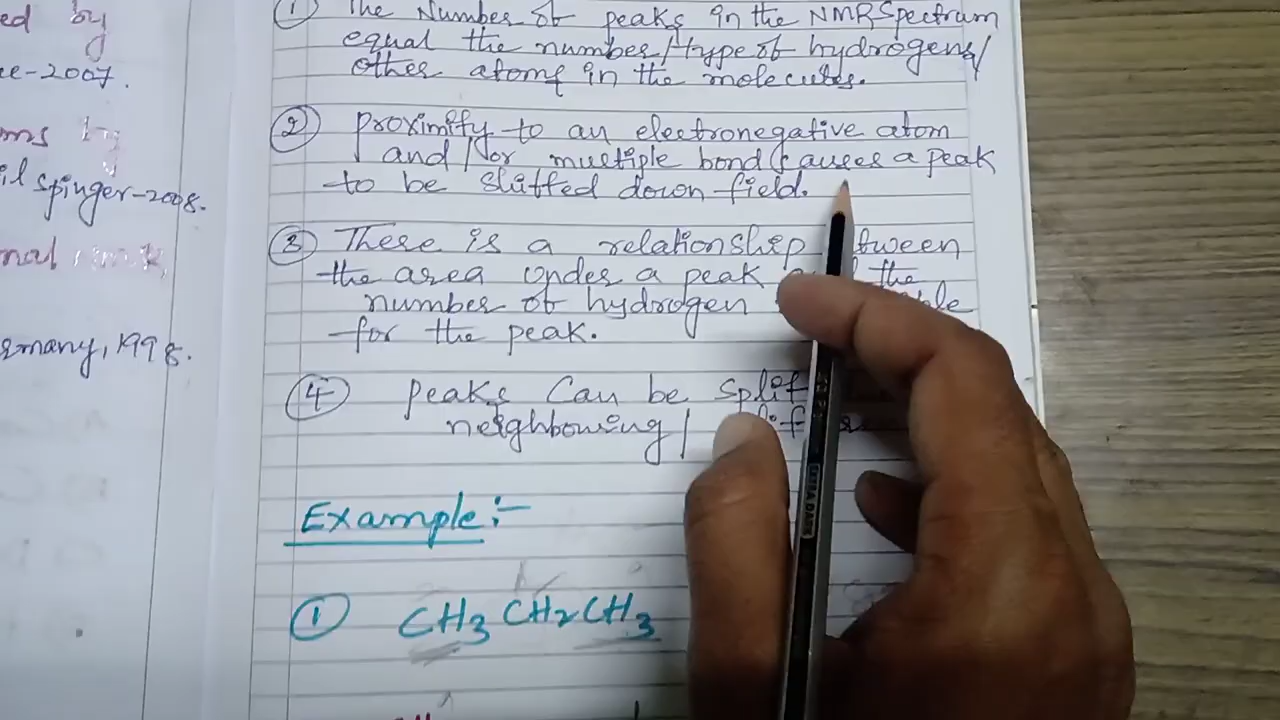 ed by
ce-2007.
ms
il spinger-2008.
nal
ermany, 1998.
① The Number of peaks in the NMR Spectrum
equal the number/type of hydrogens/
other atoms in the molecules.
② proximity to an electronegative atom
and/or multiple bond causes a peak
to be shifted down field.
③ There is a relationship
the area under a peak the
number of hydrogen
for the peak.
④ peaks Can be split
neighbouring/
Example:-
① CH3 CH2 CH3